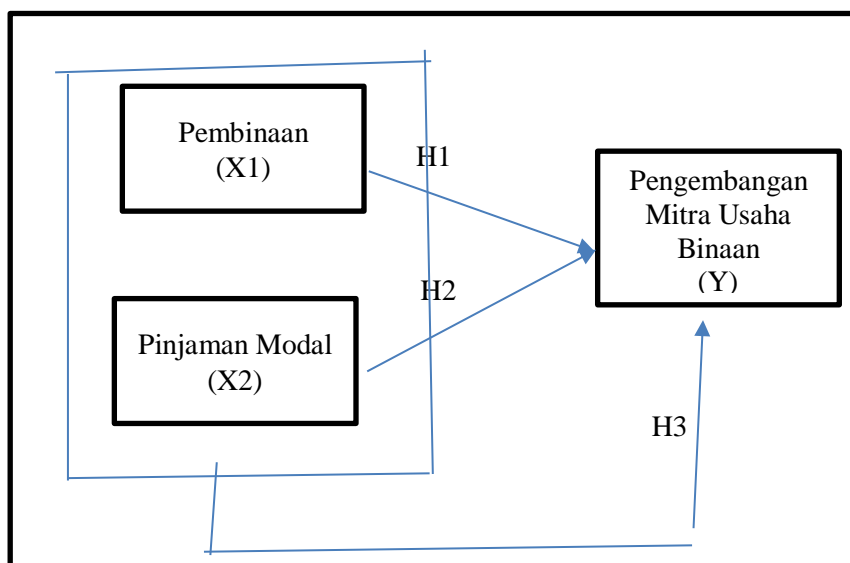 Pembinaan
(X1)
H1
Pengembangan
Mitra Usaha
Binaan
(Y)
H2
Pinjaman Modal
(X2)
H3